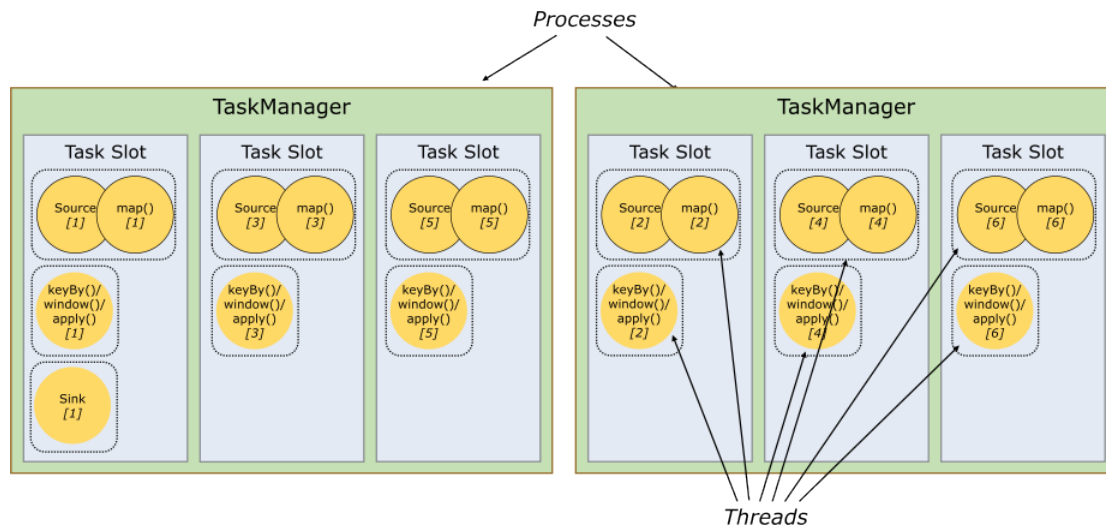 Processes
TaskManager
Task Slot
Source
[1]
map()
[1]
keyBy()/
window()/
apply()
[1]
Sink
[1]
Task Slot
Source
[3]
map()
[3]
keyBy()/
window()/
apply()
[3]
Task Slot
Source
[5]
map()
[5]
keyBy()/
window()/
apply()
[5]
TaskManager
Task Slot
Source
[2]
map()
[2]
keyBy()/
window()/
apply()
[2]
Task Slot
Source
[4]
map()
[4]
keyBy()/
window()/
apply()
[4]
Task Slot
Source
[6]
map()
[6]
keyBy()/
window()/
apply()
[6]
Threads